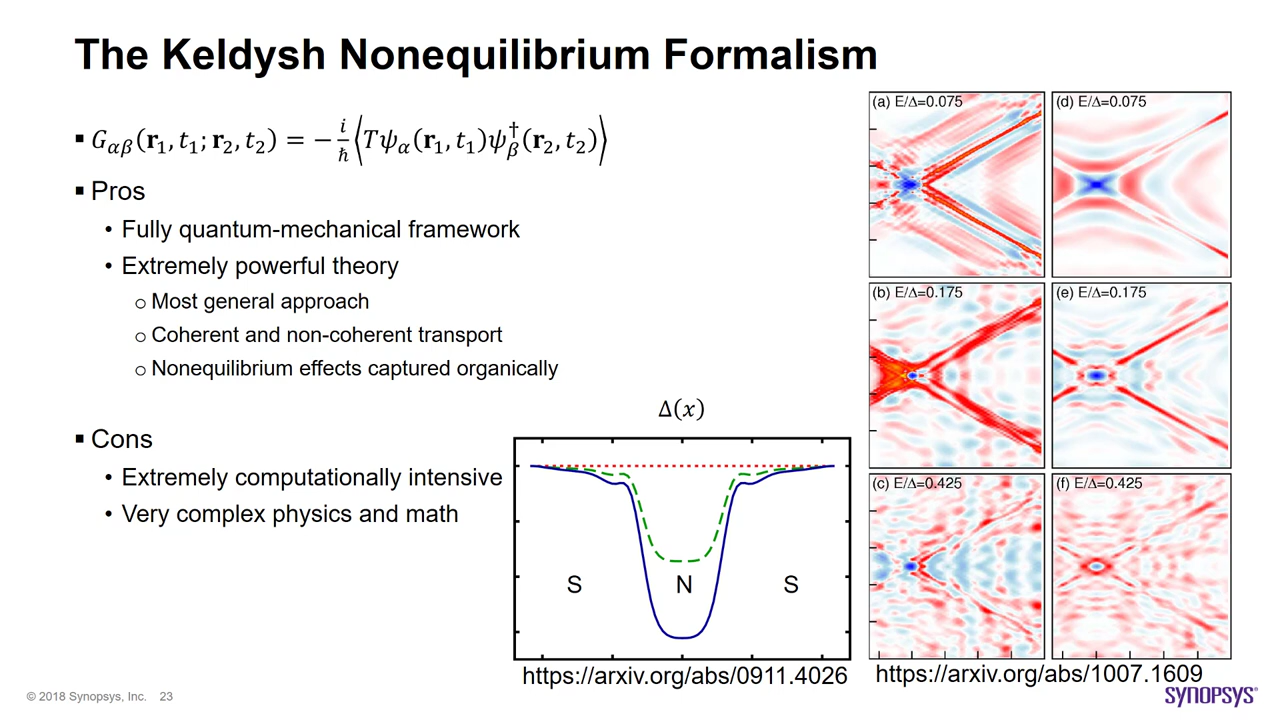 The Keldysh Nonequilibrium Formalism
▪ G_{αβ}(r₁, t₁; r₂, t₂) = −\frac{i}{ℏ}⟨Tψ_α(r₁, t₁)ψ_β^†(r₂, t₂)⟩
▪ Pros
• Fully quantum-mechanical framework
• Extremely powerful theory
o Most general approach
o Coherent and non-coherent transport
o Nonequilibrium effects captured organically
▪ Cons
• Extremely computationally intensive
• Very complex physics and math
Δ(x)
S
N
S
https://arxiv.org/abs/0911.4026
(a) E/Δ=0.075
(d) E/Δ=0.075
(b) E/Δ=0.175
(e) E/Δ=0.175
(c) E/Δ=0.425
(f) E/Δ=0.425
https://arxiv.org/abs/1007.1609
© 2018 Synopsys, Inc. 23
SYNOPSYS®